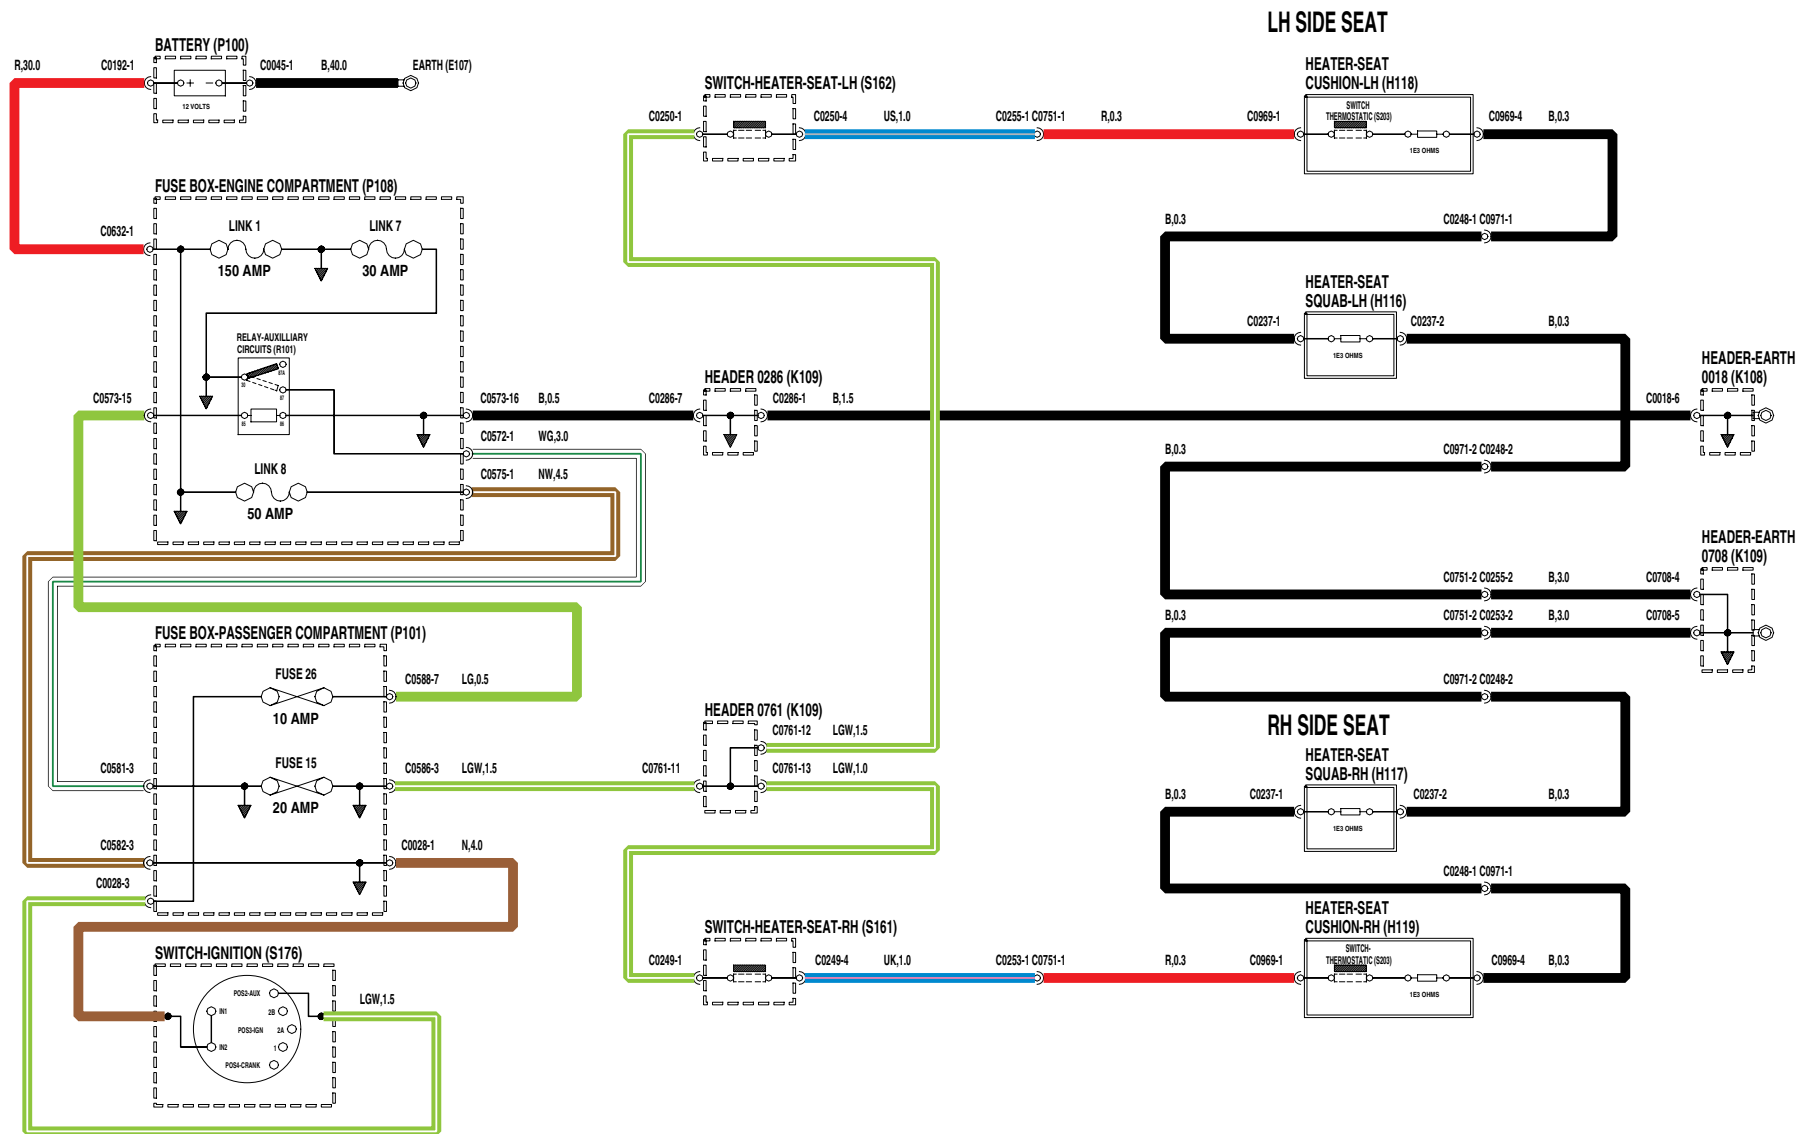 LH SIDE SEAT
BATTERY (P100)
R,30.0
C0192-1
C0045-1
B,40.0
EARTH (E107)
+ −
12 VOLTS
SWITCH-HEATER-SEAT-LH (S162)
C0250-1
C0250-4
US,1.0
C0255-1 C0751-1
R,0.3
C0969-1
HEATER-SEAT
CUSHION-LH (H118)
SWITCH
THERMOSTATIC (S203)
1E3 OHMS
C0969-4
B,0.3
FUSE BOX-ENGINE COMPARTMENT (P108)
C0632-1
LINK 1
150 AMP
LINK 7
30 AMP
B,0.3
C0248-1 C0971-1
HEATER-SEAT
SQUAB-LH (H116)
C0237-1
C0237-2
B,0.3
1E3 OHMS
RELAY-AUXILLIARY
CIRCUITS (R101)
87A
30
87
85
86
C0573-15
C0573-16
B,0.5
C0286-7
HEADER 0286 (K109)
C0286-1
B,1.5
HEADER-EARTH
0018 (K108)
C0018-6
C0572-1
WG,3.0
C0575-1
NW,4.5
LINK 8
50 AMP
B,0.3
C0971-2 C0248-2
HEADER-EARTH
0708 (K109)
C0751-2 C0255-2
B,3.0
C0708-4
B,0.3
C0751-2 C0253-2
B,3.0
C0708-5
FUSE BOX-PASSENGER COMPARTMENT (P101)
FUSE 26
10 AMP
C0588-7
LG,0.5
C0971-2 C0248-2
RH SIDE SEAT
HEADER 0761 (K109)
C0761-12
LGW,1.5
C0581-3
FUSE 15
20 AMP
C0586-3
LGW,1.5
C0761-11
C0761-13
LGW,1.0
HEATER-SEAT
SQUAB-RH (H117)
B,0.3
C0237-1
C0237-2
B,0.3
1E3 OHMS
C0582-3
C0028-1
N,4.0
C0028-3
C0248-1 C0971-1
SWITCH-HEATER-SEAT-RH (S161)
C0249-1
C0249-4
UK,1.0
C0253-1 C0751-1
R,0.3
C0969-1
HEATER-SEAT
CUSHION-RH (H119)
SWITCH-
THERMOSTATIC (S203)
1E3 OHMS
C0969-4
B,0.3
SWITCH-IGNITION (S176)
POS2-AUX
IN1
2B
POS3-IGN
2A
IN2
1
POS4-CRANK
LGW,1.5